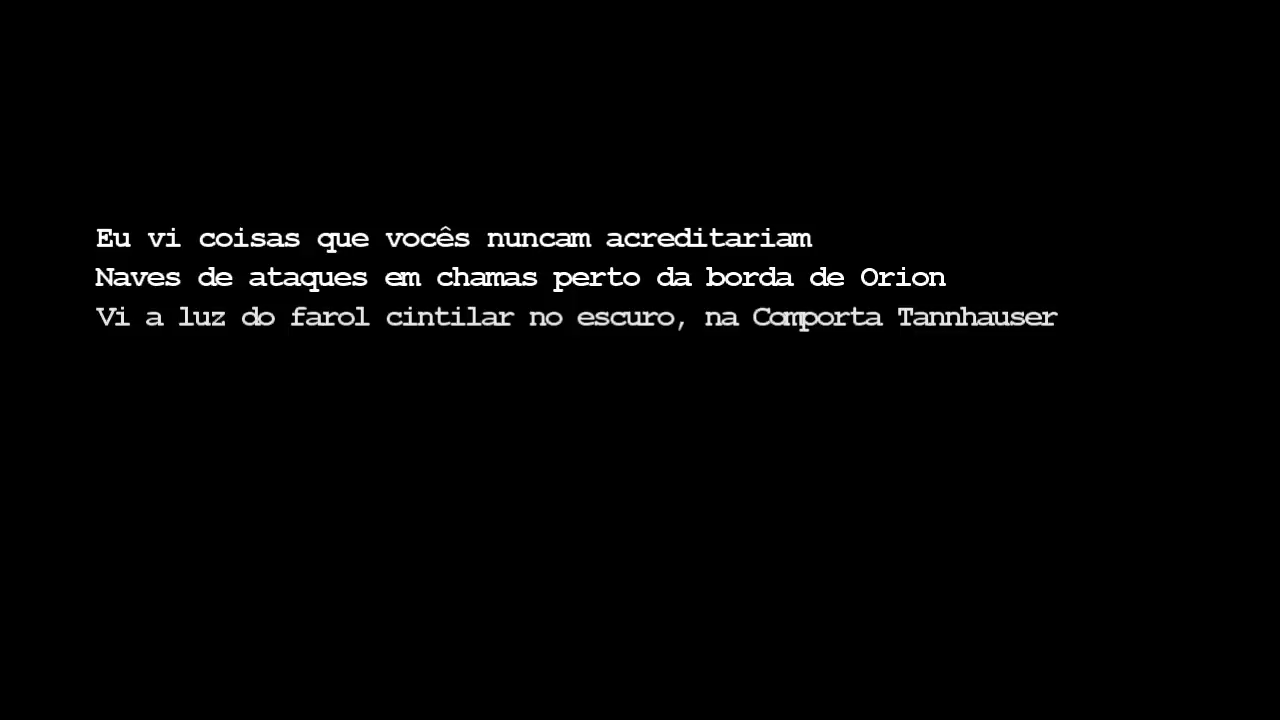 Eu vi coisas que vocês nuncam acreditariam
Naves de ataques em chamas perto da borda de Orion
Vi a luz do farol cintilar no escuro, na Comporta Tannhauser